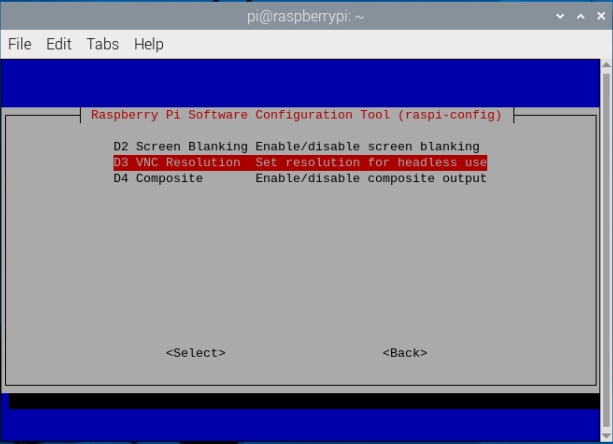 pi@raspberrypi: ~
File Edit Tabs Help
Raspberry Pi Software Configuration Tool (raspi-config)
D2 Screen Blanking Enable/disable screen blanking
D3 VNC Resolution Set resolution for headless use
D4 Composite Enable/disable composite output
<Select> <Back>